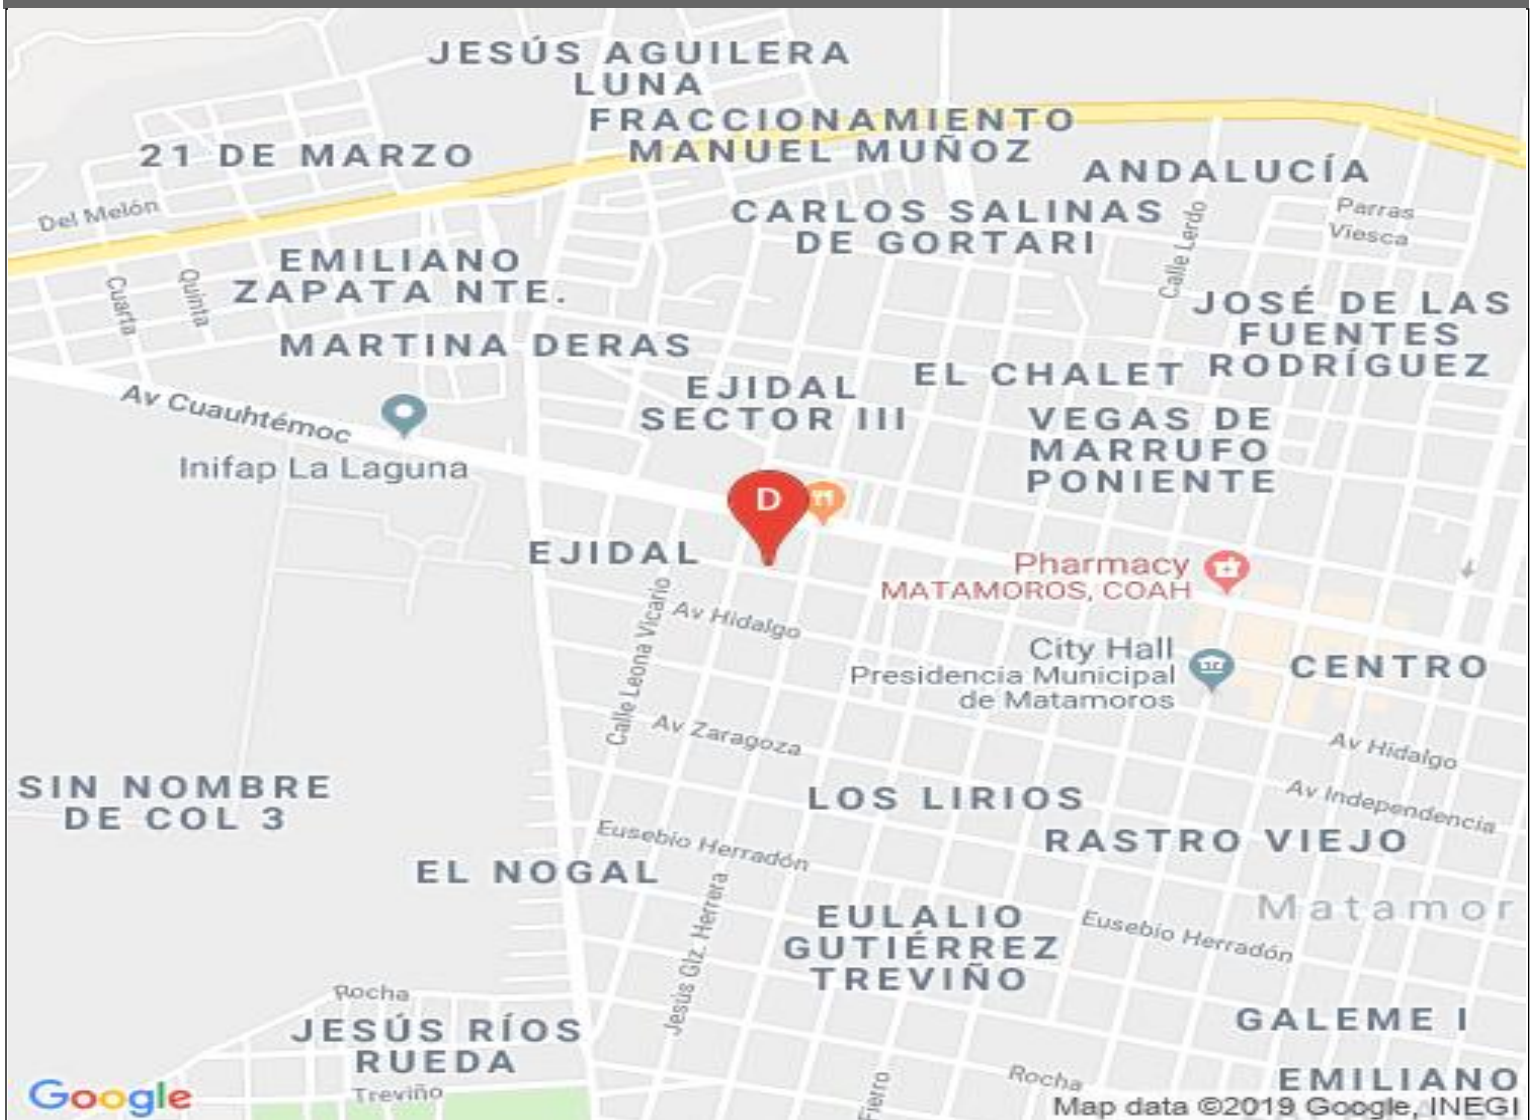 JESÚS AGUILERA
LUNA
FRACCIONAMIENTO
MANUEL MUÑOZ
21 DE MARZO
ANDALUCÍA
Del Melón
CARLOS SALINAS
DE GORTARI
Calle Lerdo
Parras
Viesca
EMILIANO
ZAPATA NTE.
Cuarta
Quinta
JOSÉ DE LAS
FUENTES
RODRÍGUEZ
MARTINA DERAS
EJIDAL
SECTOR III
EL CHALET
VEGAS DE
MARRUFO
PONIENTE
Av Cuauhtémoc
Inifap La Laguna
D
EJIDAL
Pharmacy
MATAMOROS, COAH
Calle Leona Vicario
Av Hidalgo
City Hall
Presidencia Municipal
de Matamoros
CENTRO
Av Zaragoza
Av Hidalgo
SIN NOMBRE
DE COL 3
LOS LIRIOS
Av Independencia
Eusebio Herradón
RASTRO VIEJO
EL NOGAL
Jesús Glz. Herrera
EULALIO
GUTIÉRREZ
TREVIÑO
Matamor
Eusebio Herradón
Rocha
JESÚS RÍOS
RUEDA
GALEME I
Treviño
Fiero
Rocha
EMILIANO
Google
Map data ©2019 Google, INEGI